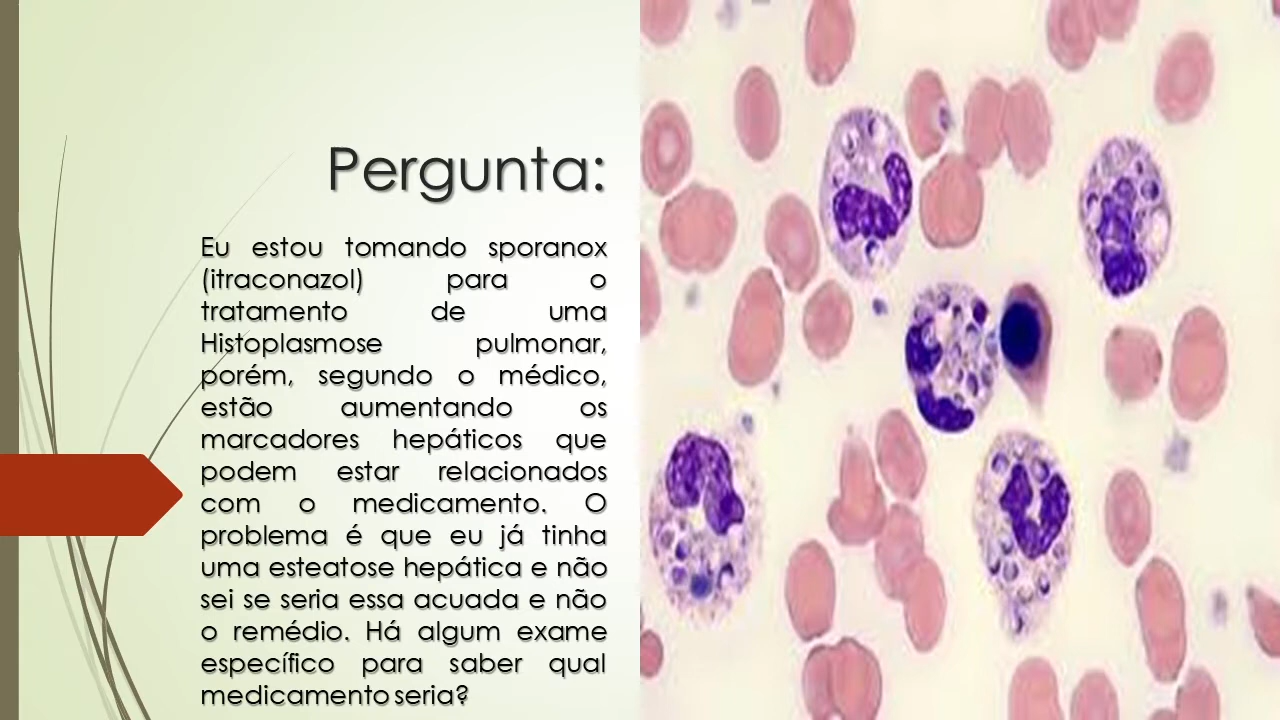 Pergunta:
Eu estou tomando sporanox
(itraconazol) para o
tratamento de uma
Histoplasmose pulmonar,
porém, segundo o médico,
estão aumentando os
marcadores hepáticos que
podem estar relacionados
com o medicamento. O
problema é que eu já tinha
uma esteatose hepática e não
sei se seria essa acuada e não
o remédio. Há algum exame
específico para saber qual
medicamento seria?